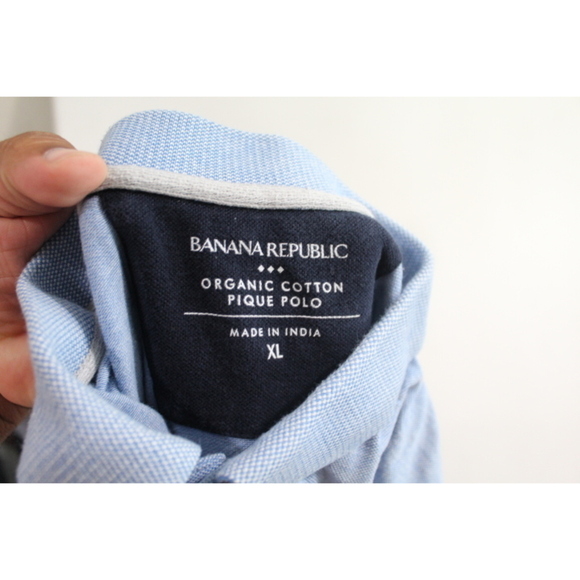 BANANA REPUBLIC
ORGANIC COTTON
PIQUE POLO
MADE IN INDIA
XL